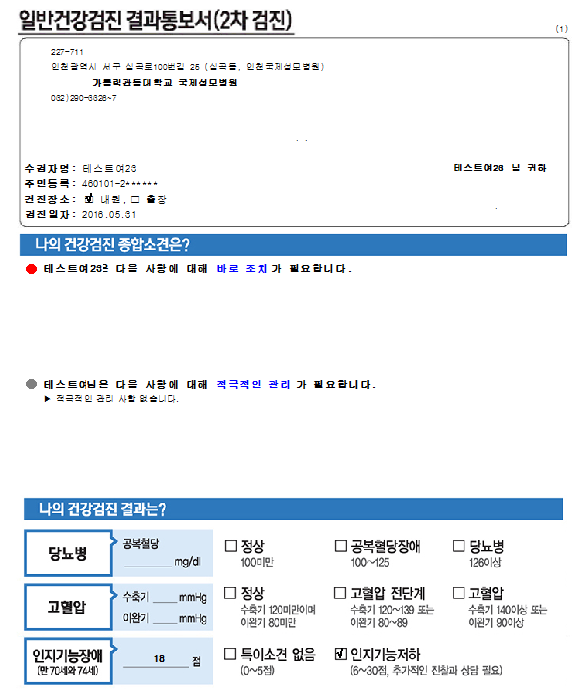 일반건강검진 결과통보서(2차 검진)
(1)
227-711
인천광역시 서구 심곡로100번길 25 (심곡동, 인천국제성모병원)
가톨릭관동대학교 국제성모병원
032)290-3328~7
수검자명: 테스트여23
테스트여23 님 귀하
주민등록: 460101-2******
검진장소: ☑ 내원, □ 출장
검진일자: 2016.05.31
나의 건강검진 종합소견은?
테스트여23은 다음 사항에 대해 바로 조치가 필요합니다.
테스트여님은 다음 사항에 대해 적극적인 관리가 필요합니다.
▶ 적극적인 관리 사항 없습니다.
나의 건강검진 결과는?
당뇨병
공복혈당
mg/dl
□ 정상
100미만
□ 공복혈당장애
100~125
□ 당뇨병
126이상
고혈압
수축기 ____ mmHg
이완기 ____ mmHg
□ 정상
수축기 120미만이며
이완기 80미만
□ 고혈압 전단계
수축기 120~139 또는
이완기 80~89
□ 고혈압
수축기 140이상 또는
이완기 90이상
인지기능장애
(만 70세와 74세)
18 점
□ 특이소견 없음
(0~5점)
☑ 인지기능저하
(6~30점, 추가적인 진찰과 상담 필요)